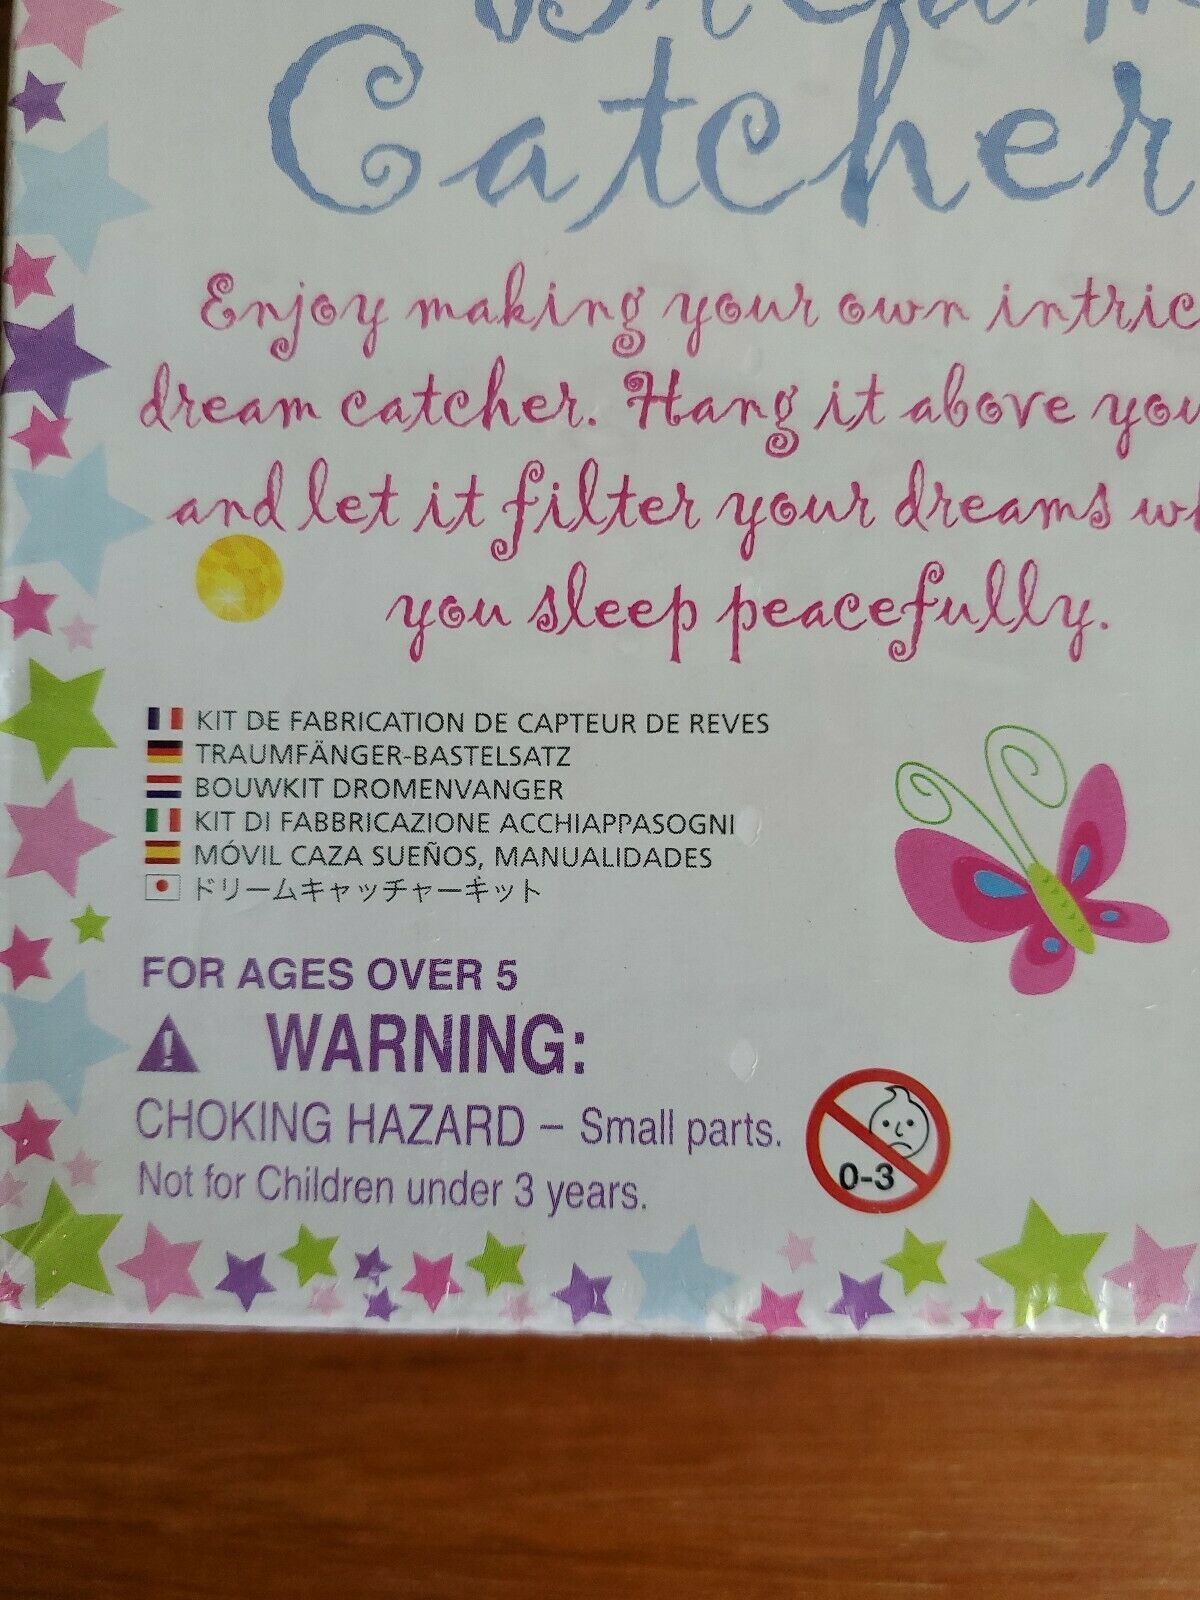 Dream
Catcher
Enjoy making your own
dream catcher. Hang it above
and let it filter your dreams
you sleep peacefully.
KIT DE FABRICATION DE CAPTEUR DE REVES
TRAUMFÄNGER-BASTELSATZ
BOUWKIT DROMENVANGER
KIT DI FABBRICAZIONE ACCHIAPPASOGNI
MÓVIL CAZA SUEÑOS, MANUALIDADES
ドリームキャッチャーキット
FOR AGES OVER 5
WARNING:
CHOKING HAZARD – Small parts.
Not for Children under 3 years.
0-3